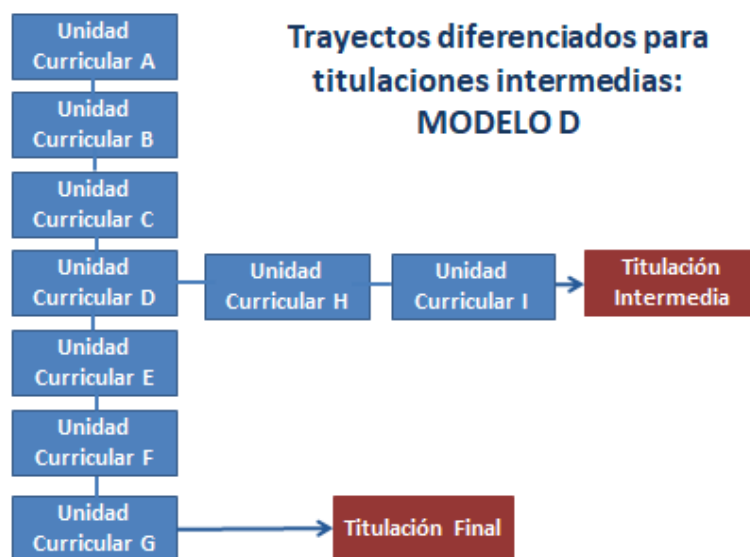 Unidad
Curricular A
Trayectos diferenciados para
titulaciones intermedias:
MODELO D
Unidad
Curricular B
Unidad
Curricular C
Unidad
Curricular D
Unidad
Curricular H
Unidad
Curricular I
Titulación
Intermedia
Unidad
Curricular E
Unidad
Curricular F
Unidad
Curricular G
Titulación Final